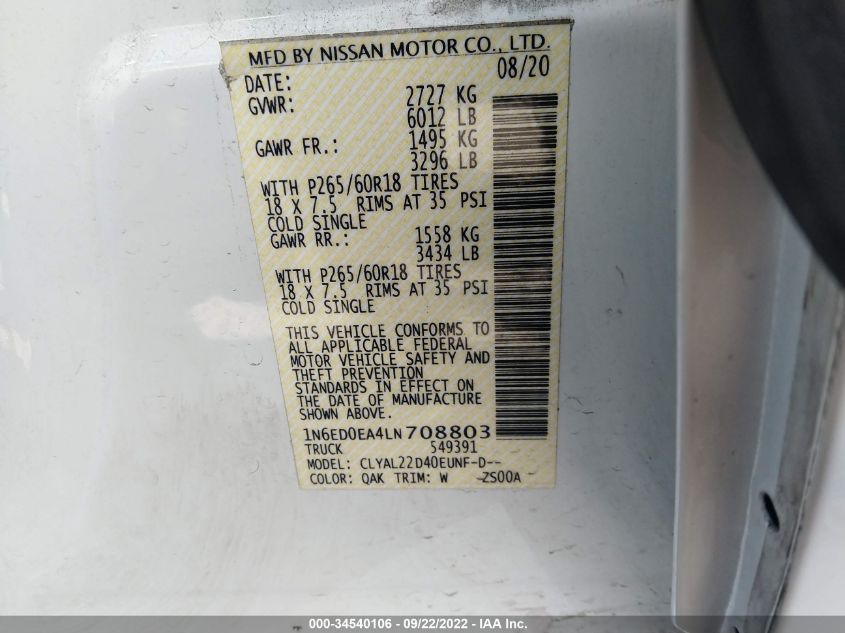 MFD BY NISSAN MOTOR CO., LTD.
DATE: 08/20
GVWR: 2727 KG
6012 LB
GAWR FR.: 1495 KG
3296 LB
WITH P265/60R18 TIRES
18 X 7.5 RIMS AT 35 PSI
COLD SINGLE
GAWR RR.: 1558 KG
3434 LB
WITH P265/60R18 TIRES
18 X 7.5 RIMS AT 35 PSI
COLD SINGLE
THIS VEHICLE CONFORMS TO
ALL APPLICABLE FEDERAL
MOTOR VEHICLE SAFETY AND
THEFT PREVENTION
STANDARDS IN EFFECT ON
THE DATE OF MANUFACTURE
SHOWN ABOVE.
1N6ED0EA4LN708803
TRUCK 549391
MODEL: CLYAL22D40EUNF-D--
COLOR: QAK TRIM: W -ZS00A
000-34540106 - 09/22/2022 - IAA Inc.